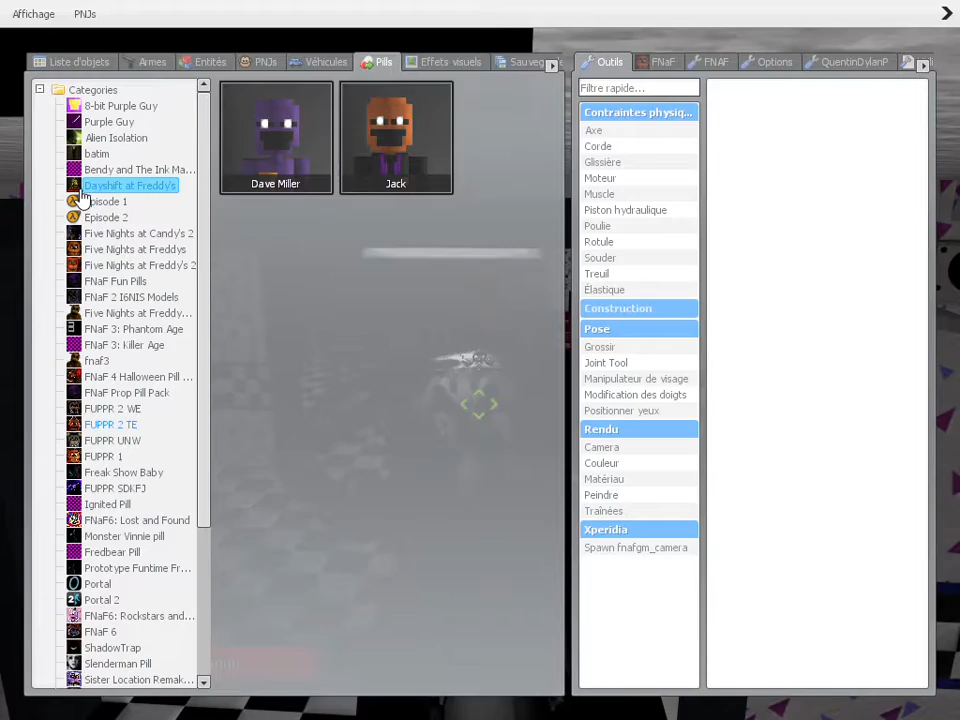 Affichage PNJs
Liste d'objets Armes Entités PNJs Véhicules Pills Effets visuels Sauveg
Outils FNaF FNAF Options QuentinDylanP
Categories
8-bit Purple Guy
Purple Guy
Alien Isolation
batim
Bendy and The Ink Ma...
Dayshift at Freddy's
Episode 1
Episode 2
Five Nights at Candy's 2
Five Nights at Freddys
Five Nights at Freddy's 2
FNaF Fun Pills
FNaF 2 I6NIS Models
Five Nights at Freddy...
FNaF 3: Phantom Age
FNaF 3: Killer Age
fnaf3
FNaF 4 Halloween Pill ...
FNaF Prop Pill Pack
FUPPR 2 WE
FUPPR 2 TE
FUPPR UNW
FUPPR 1
Freak Show Baby
FUPPR SDKFJ
Ignited Pill
FNaF6: Lost and Found
Monster Vinnie pill
Fredbear Pill
Prototype Funtime Fr...
Portal
Portal 2
FNaF6: Rockstars and...
FNaF 6
ShadowTrap
Slenderman Pill
Sister Location Remak...
Dave Miller
Jack
Filtre rapide...
Contraintes physiq...
Axe
Corde
Glissière
Moteur
Muscle
Piston hydraulique
Poulie
Rotule
Souder
Treuil
Élastique
Construction
Pose
Grossir
Joint Tool
Manipulateur de visage
Modification des doigts
Positionner yeux
Rendu
Camera
Couleur
Matériau
Peindre
Traînées
Xperidia
Spawn fnafgm_camera